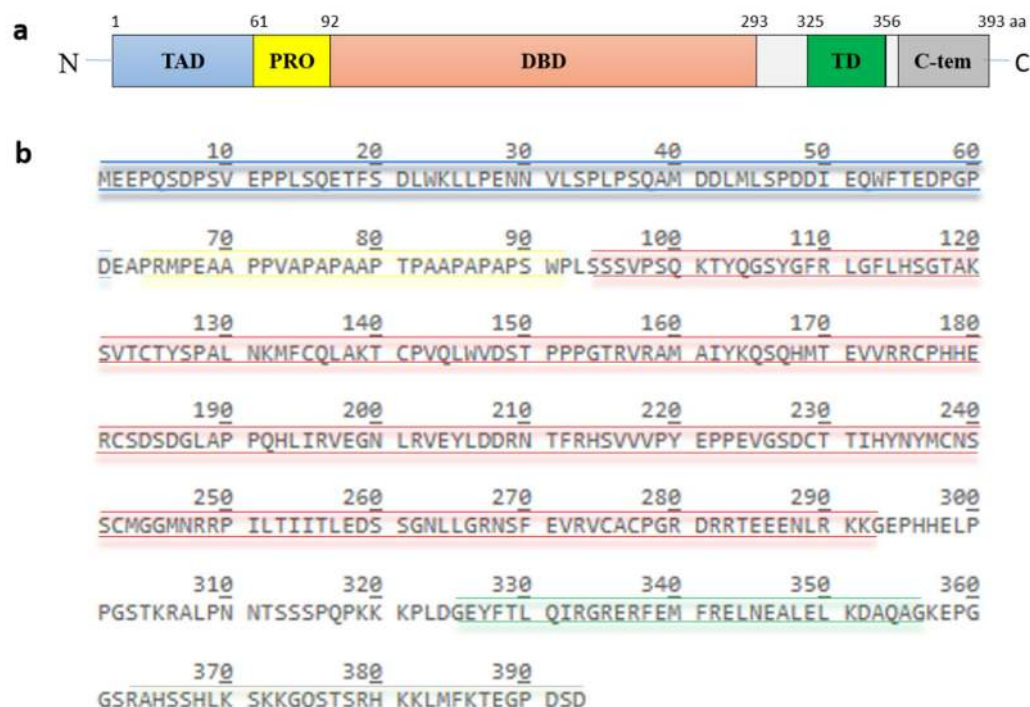 1 61 92 293 325 356 393 aa
a
N TAD PRO DBD TD C-tem C
b
10 20 30 40 50 60
MEEPQSDPSV EPPLSQETFS DLWKLLPENN VLSPLPSQAM DDLMLSPDDI EQWFTEDPGP
70 80 90 100 110 120
DEAPRMPEAA PPVAPAPAAP TPAAPAPAPS WPLSSSVPSQ KTYQGSYGFR LGFLHSGTAK
130 140 150 160 170 180
SVTCTYSPAL NKMFCQLAKT CPVQLWVDST PPPGTRVRAM AIYKQSQHMT EVVRRCPHHE
190 200 210 220 230 240
RCSDSDGLAP PQHLIRVEGN LRVEYLDDRN TFRHSVVVPY EPPEVGSDCT TIHYNYMCNS
250 260 270 280 290 300
SCMGGMNRRP ILTIITLEDS SGNLLGRNSF EVRVCACPGR DRRTEEENLR KKGEPHHELP
310 320 330 340 350 360
PGSTKRALPN NTSSSPQPKK KPLDGEYFTL QIRGRERFEM FRELNEALEL KDAQAGKEPG
370 380 390
GSRAHSSHLK SKKGQSTSRH KKLMFKTEGP DSD